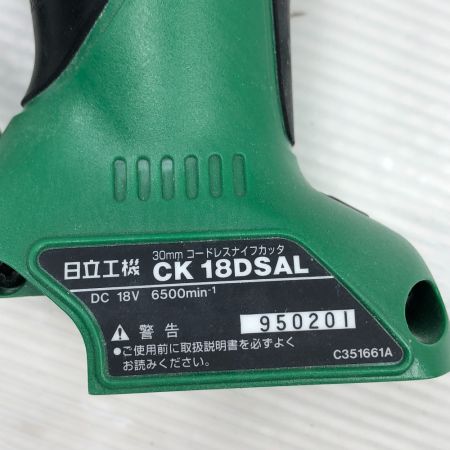 30mm コードレスナイフカッタ
日立工機 CK 18DSAL
DC 18V 6500min⁻¹
⚠ 警告 950201
●ご使用前に取扱説明書を必ずよく
お読みください。
C351661A